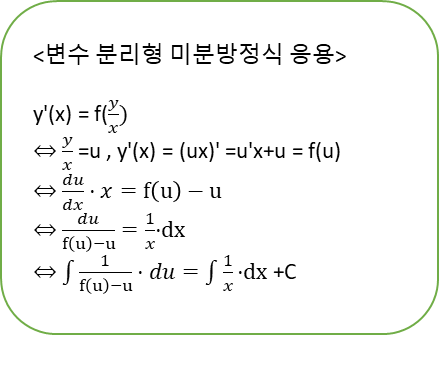 <변수 분리형 미분방정식 응용>
y'(x) = f(y/x)
⇔ y/x =u , y'(x) = (ux)' =u'x+u = f(u)
⇔ du/dx · x = f(u) − u
⇔ du/(f(u)−u) = 1/x ·dx
⇔ ∫ 1/(f(u)−u) · du = ∫ 1/x ·dx +C